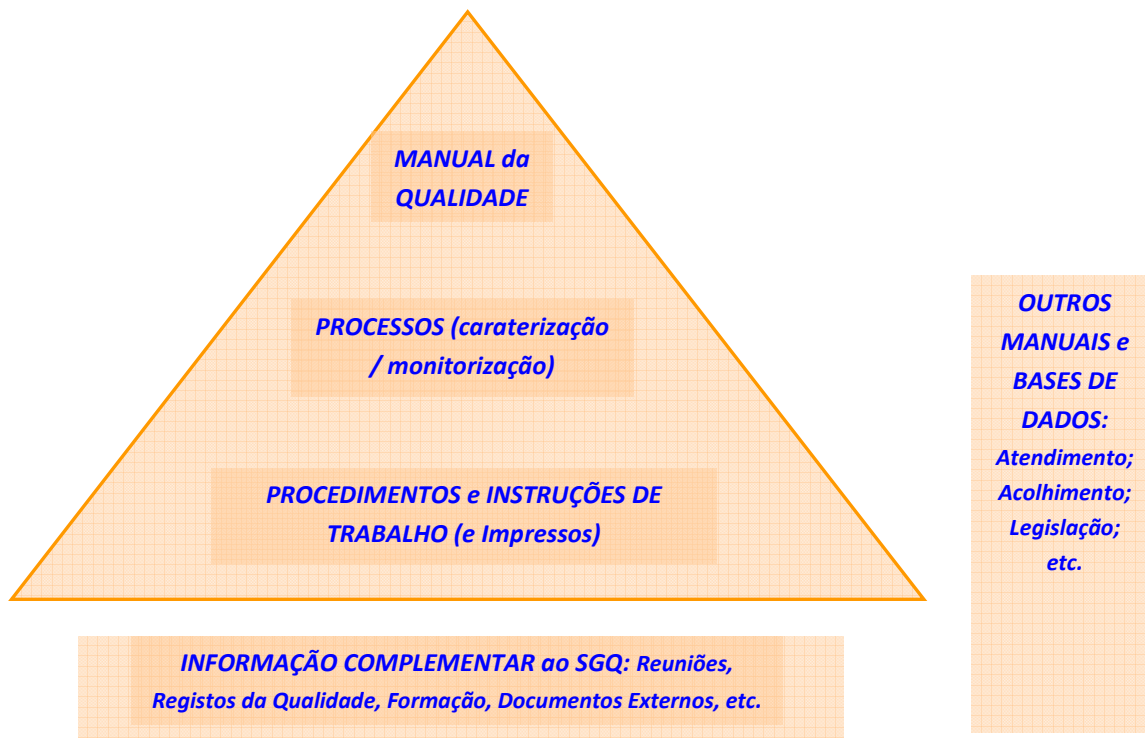 MANUAL da
QUALIDADE
PROCESSOS (caraterização
/ monitorização)
PROCEDIMENTOS e INSTRUÇÕES DE
TRABALHO (e Impressos)
INFORMAÇÃO COMPLEMENTAR ao SGQ: Reuniões,
Registos da Qualidade, Formação, Documentos Externos, etc.
OUTROS
MANUAIS e
BASES DE
DADOS:
Atendimento;
Acolhimento;
Legislação;
etc.